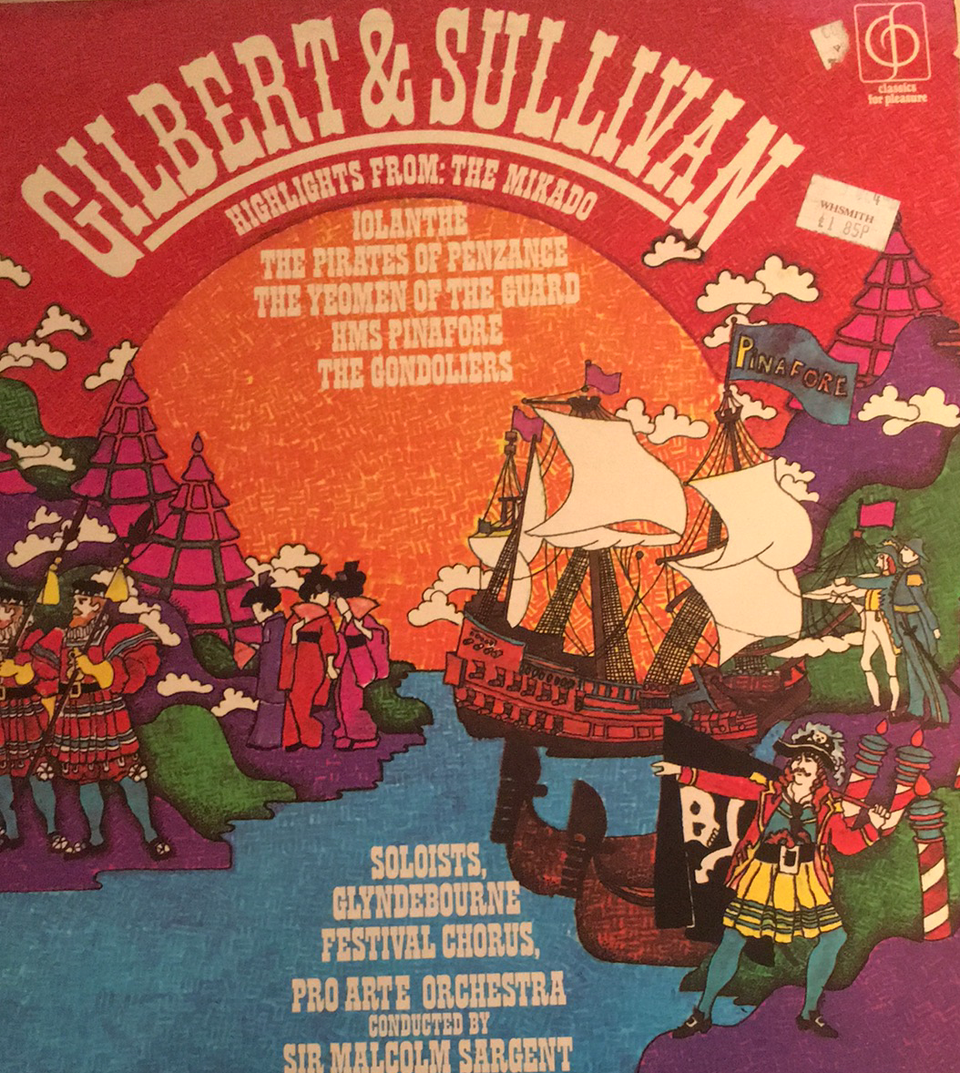 GILBERT & SULLIVAN
HIGHLIGHTS FROM: THE MIKADO
IOLANTHE
THE PIRATES OF PENZANCE
THE YEOMEN OF THE GUARD
HMS PINAFORE
THE GONDOLIERS
classics
for pleasure
4
WHSMITH
£1 85P
PINAFORE
SOLOISTS,
GLYNDEBOURNE
FESTIVAL CHORUS,
PRO ARTE ORCHESTRA
CONDUCTED BY
SIR MALCOLM SARGENT